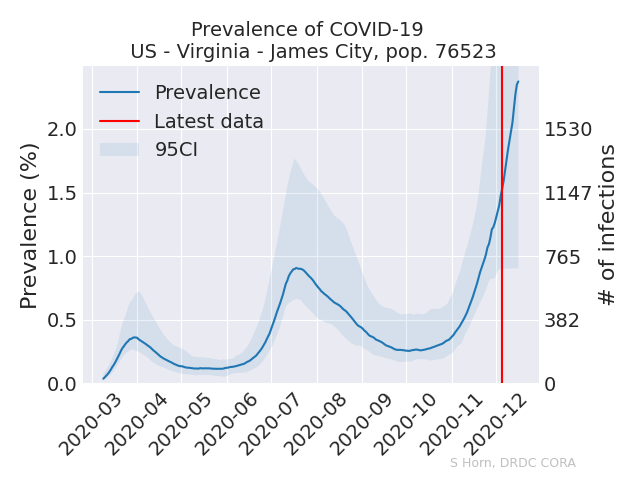 Prevalence of COVID-19
US - Virginia - James City, pop. 76523
Prevalence
Latest data
95CI
Prevalence (%)
2.0
1.5
1.0
0.5
0.0
1530
1147
765
382
0
# of infections
2020-03
2020-04
2020-05
2020-06
2020-07
2020-08
2020-09
2020-10
2020-11
2020-12
S Horn, DRDC CORA